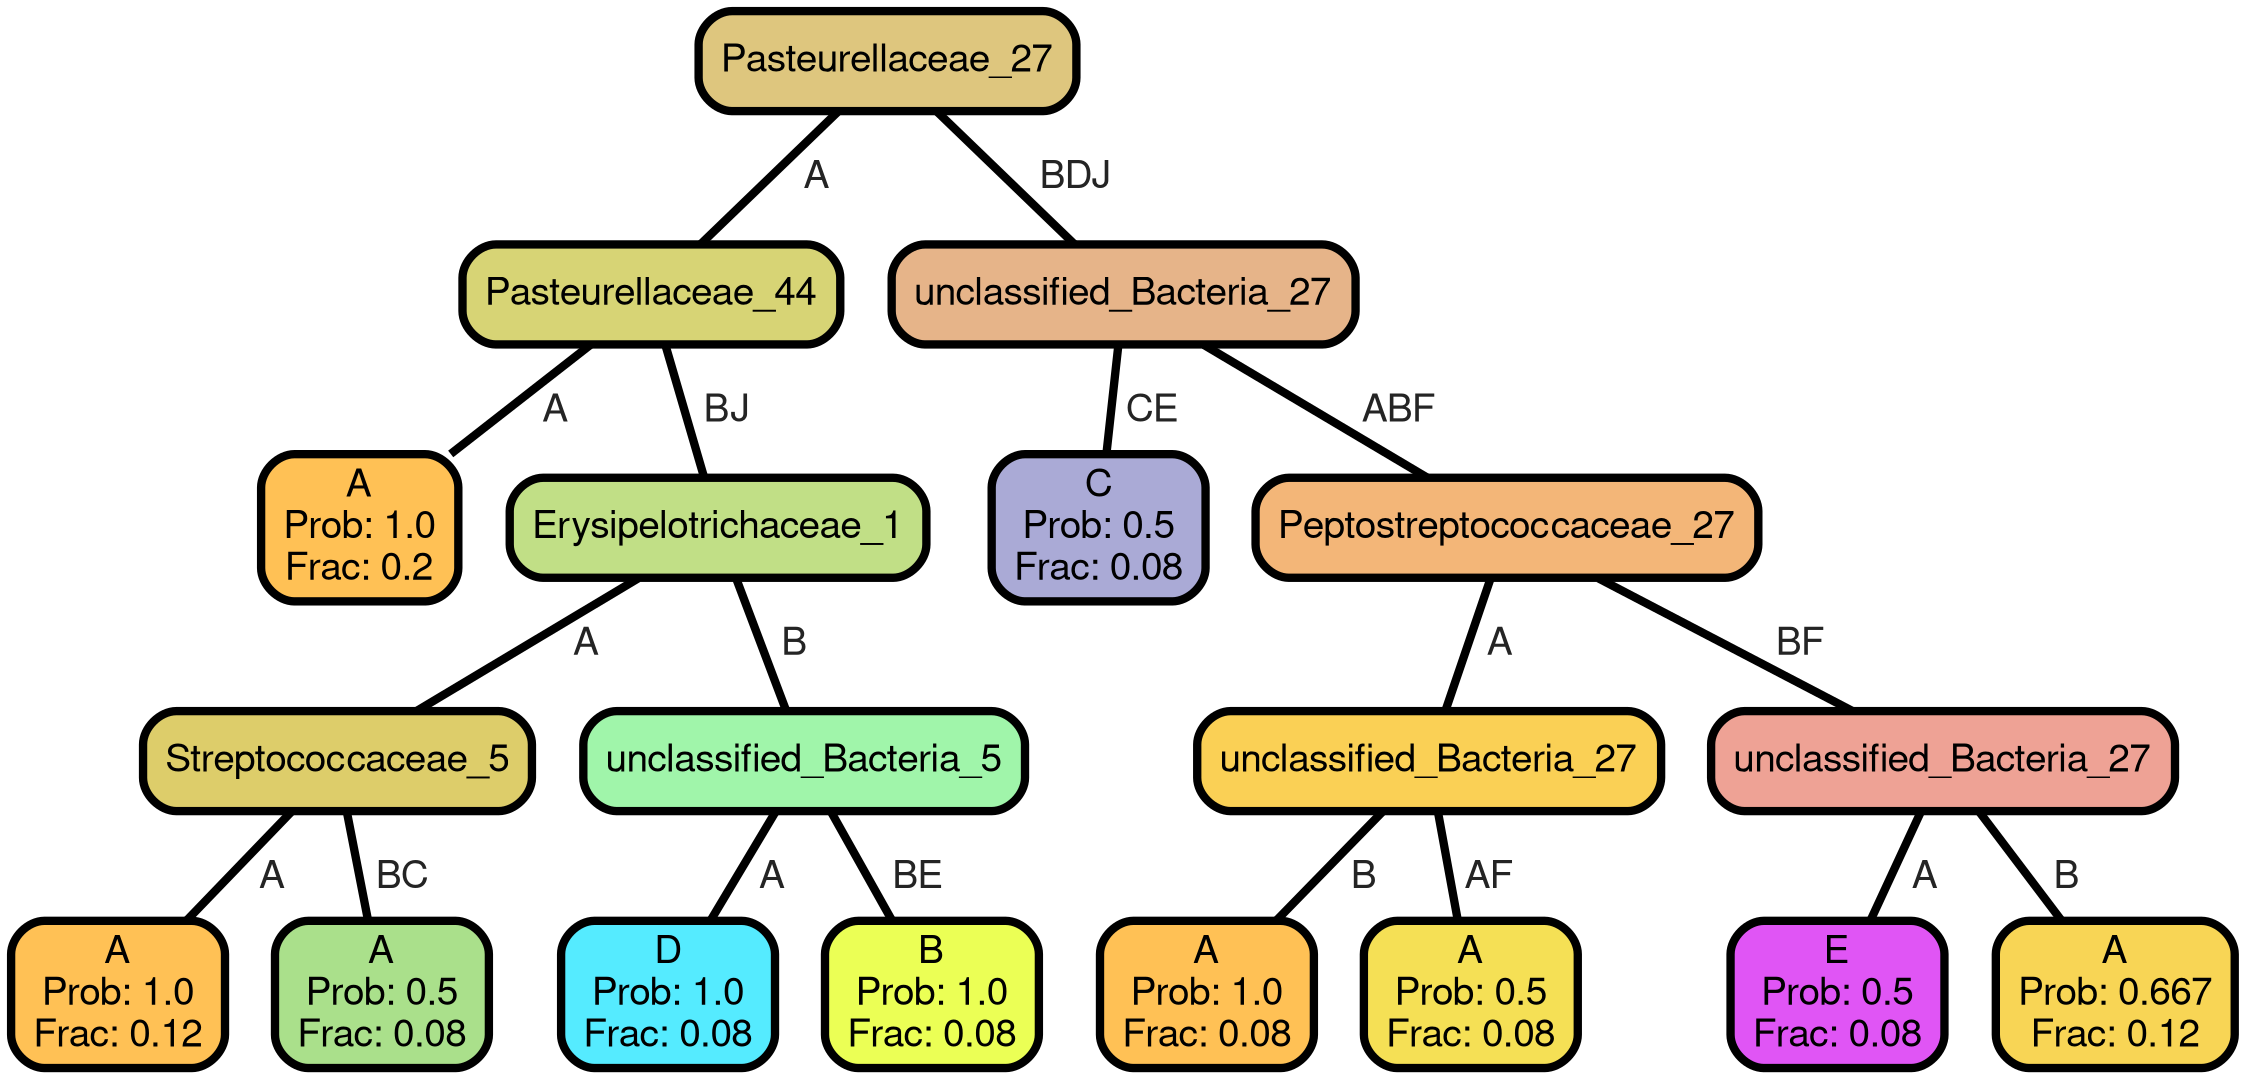 Pasteurellaceae_27
A
BDJ
Pasteurellaceae_44
unclassified_Bacteria_27
A
BJ
CE
ABF
A
Prob: 1.0
Frac: 0.2
Erysipelotrichaceae_1
C
Prob: 0.5
Frac: 0.08
Peptostreptococcaceae_27
A
B
A
BF
Streptococcaceae_5
unclassified_Bacteria_5
unclassified_Bacteria_27
unclassified_Bacteria_27
A
BC
A
BE
B
AF
A
B
A
Prob: 1.0
Frac: 0.12
A
Prob: 0.5
Frac: 0.08
D
Prob: 1.0
Frac: 0.08
B
Prob: 1.0
Frac: 0.08
A
Prob: 1.0
Frac: 0.08
A
Prob: 0.5
Frac: 0.08
E
Prob: 0.5
Frac: 0.08
A
Prob: 0.667
Frac: 0.12